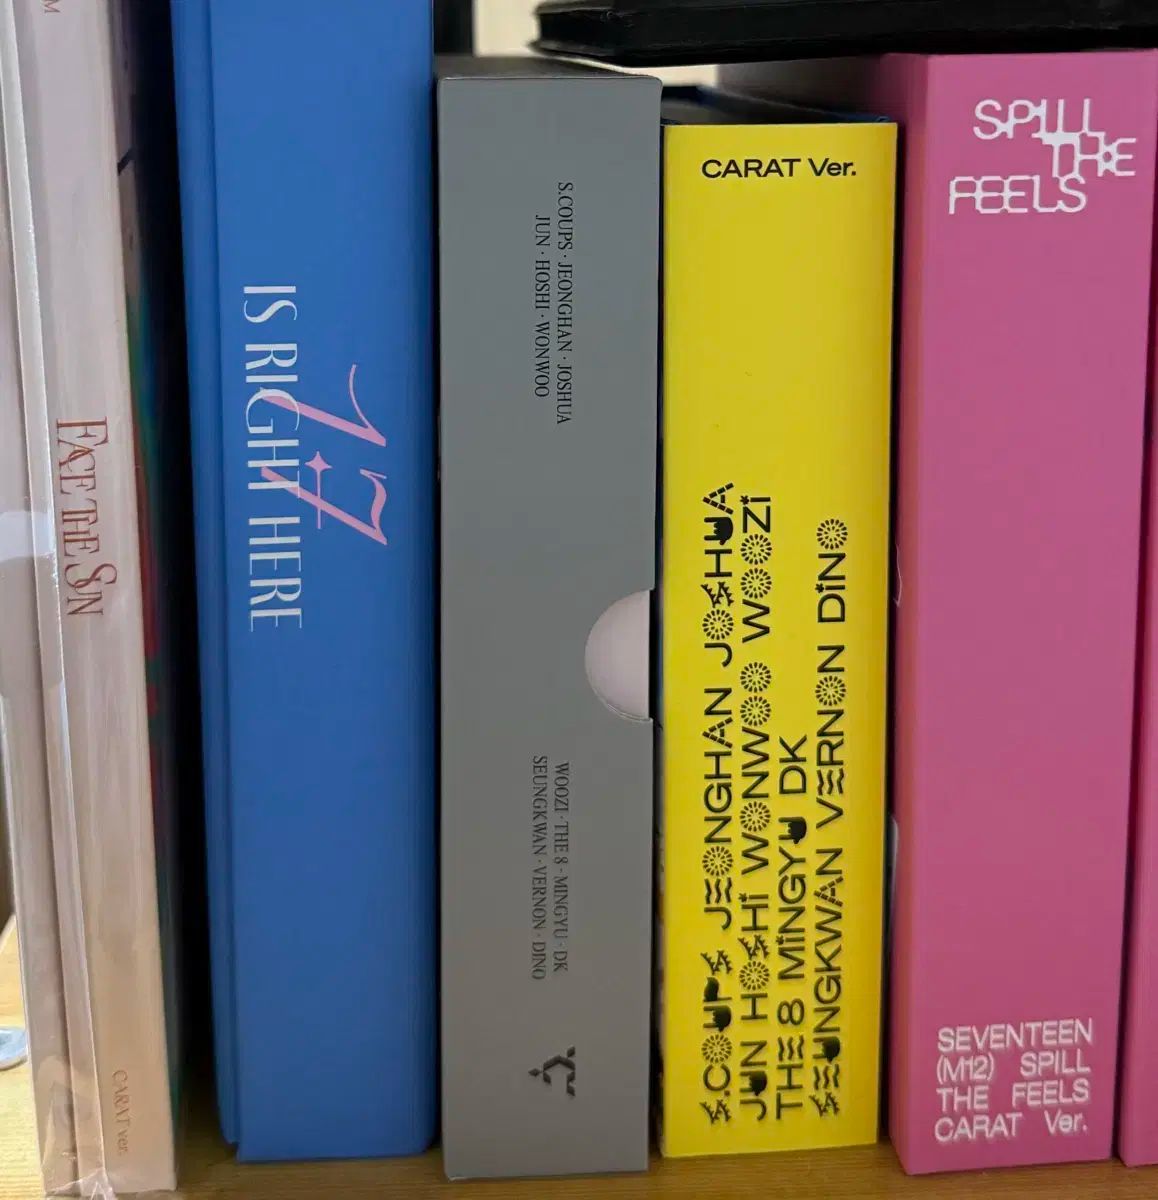 M
FACE THE SUN
CARAT ver.
17
IS RIGHT HERE
S.COUPS · JEONGHAN · JOSHUA
JUN · HOSHI · WONWOO
WOOZI · THE 8 · MINGYU · DK
SEUNGKWAN · VERNON · DINO
CARAT Ver.
S.COUPS JEONGHAN JOSHUA
JUN HOSHI WONWOO WOOZI
THE 8 MINGYU DK
SEUNGKWAN VERNON DINO
SPILL
THE
FEELS
SEVENTEEN
(M12) SPILL
THE FEELS
CARAT Ver.